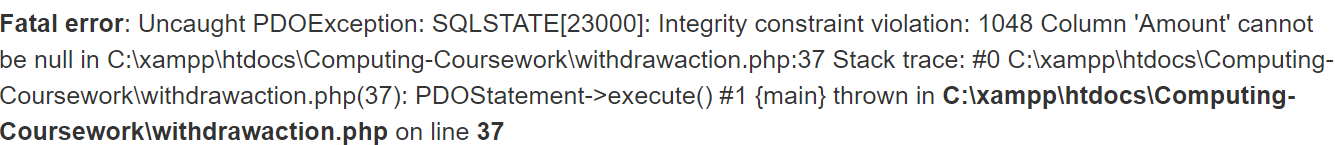 Fatal error: Uncaught PDOException: SQLSTATE[23000]: Integrity constraint violation: 1048 Column 'Amount' cannot
be null in C:\xampp\htdocs\Computing-Coursework\withdrawaction.php:37 Stack trace: #0 C:\xampp\htdocs\Computing-
Coursework\withdrawaction.php(37): PDOStatement->execute() #1 {main} thrown in C:\xampp\htdocs\Computing-
Coursework\withdrawaction.php on line 37